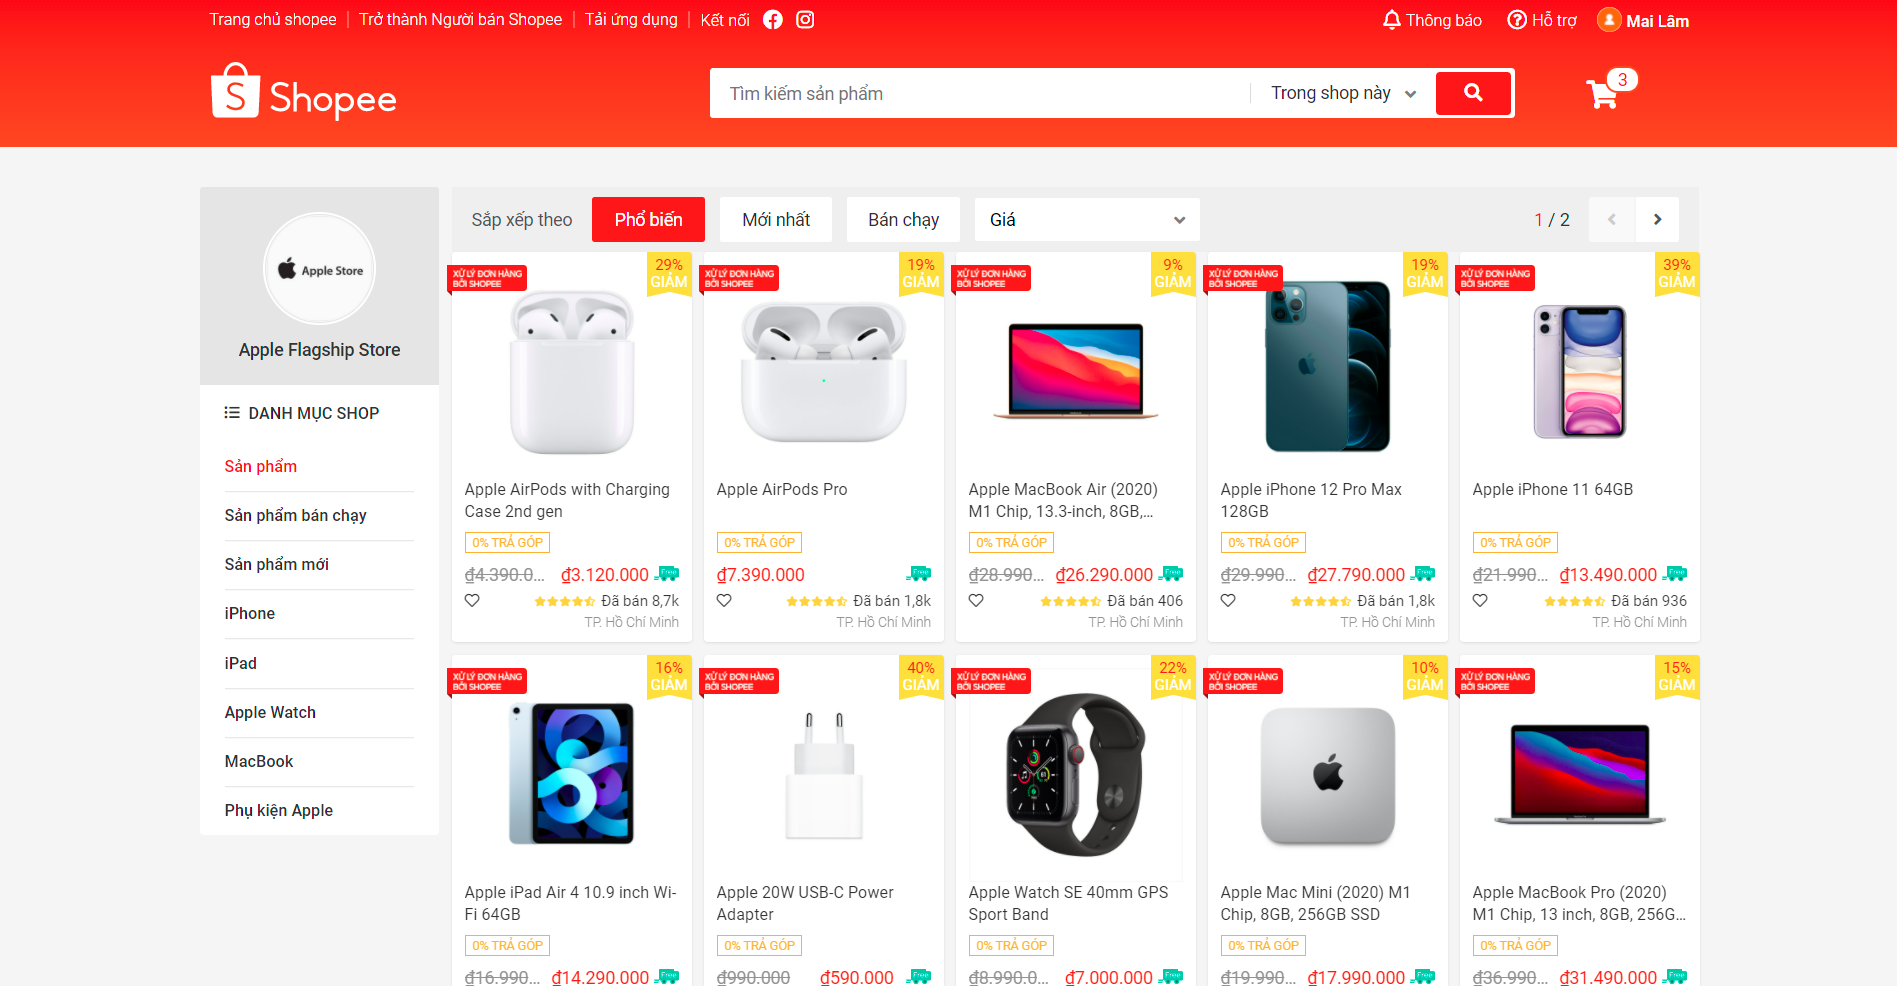 Trang chủ shopee
Trở thành Người bán Shopee
Tải ứng dụng
Kết nối
Thông báo
Hỗ trợ
Mai Lâm
Shopee
Tìm kiếm sản phẩm
Trong shop này
3
Apple Store
Apple Flagship Store
DANH MỤC SHOP
Sản phẩm
Sản phẩm bán chạy
Sản phẩm mới
iPhone
iPad
Apple Watch
MacBook
Phụ kiện Apple
Sắp xếp theo
Phổ biến
Mới nhất
Bán chạy
Giá
1 / 2
XỬ LÝ ĐƠN HÀNG
BỞI SHOPEE
29%
GIẢM
Apple AirPods with Charging
Case 2nd gen
0% TRẢ GÓP
₫4.390.0... ₫3.120.000 Free
Đã bán 8,7k
TP. Hồ Chí Minh
XỬ LÝ ĐƠN HÀNG
BỞI SHOPEE
19%
GIẢM
Apple AirPods Pro
0% TRẢ GÓP
₫7.390.000 Free
Đã bán 1,8k
TP. Hồ Chí Minh
XỬ LÝ ĐƠN HÀNG
BỞI SHOPEE
9%
GIẢM
Apple MacBook Air (2020)
M1 Chip, 13.3-inch, 8GB,...
0% TRẢ GÓP
₫28.990... ₫26.290.000 Free
Đã bán 406
TP. Hồ Chí Minh
XỬ LÝ ĐƠN HÀNG
BỞI SHOPEE
19%
GIẢM
Apple iPhone 12 Pro Max
128GB
0% TRẢ GÓP
₫29.990... ₫27.790.000 Free
Đã bán 1,8k
TP. Hồ Chí Minh
XỬ LÝ ĐƠN HÀNG
BỞI SHOPEE
39%
GIẢM
Apple iPhone 11 64GB
0% TRẢ GÓP
₫21.990... ₫13.490.000 Free
Đã bán 936
TP. Hồ Chí Minh
XỬ LÝ ĐƠN HÀNG
BỞI SHOPEE
16%
GIẢM
Apple iPad Air 4 10.9 inch Wi-
Fi 64GB
0% TRẢ GÓP
₫16.990... ₫14.290.000 Free
XỬ LÝ ĐƠN HÀNG
BỞI SHOPEE
40%
GIẢM
Apple 20W USB-C Power
Adapter
0% TRẢ GÓP
₫990.000 ₫590.000 Free
XỬ LÝ ĐƠN HÀNG
BỞI SHOPEE
22%
GIẢM
Apple Watch SE 40mm GPS
Sport Band
0% TRẢ GÓP
₫8.990.0... ₫7.000.000 Free
XỬ LÝ ĐƠN HÀNG
BỞI SHOPEE
10%
GIẢM
Apple Mac Mini (2020) M1
Chip, 8GB, 256GB SSD
0% TRẢ GÓP
₫19.990... ₫17.990.000 Free
XỬ LÝ ĐƠN HÀNG
BỞI SHOPEE
15%
GIẢM
Apple MacBook Pro (2020)
M1 Chip, 13 inch, 8GB, 256G...
0% TRẢ GÓP
₫36.990... ₫31.490.000 Free